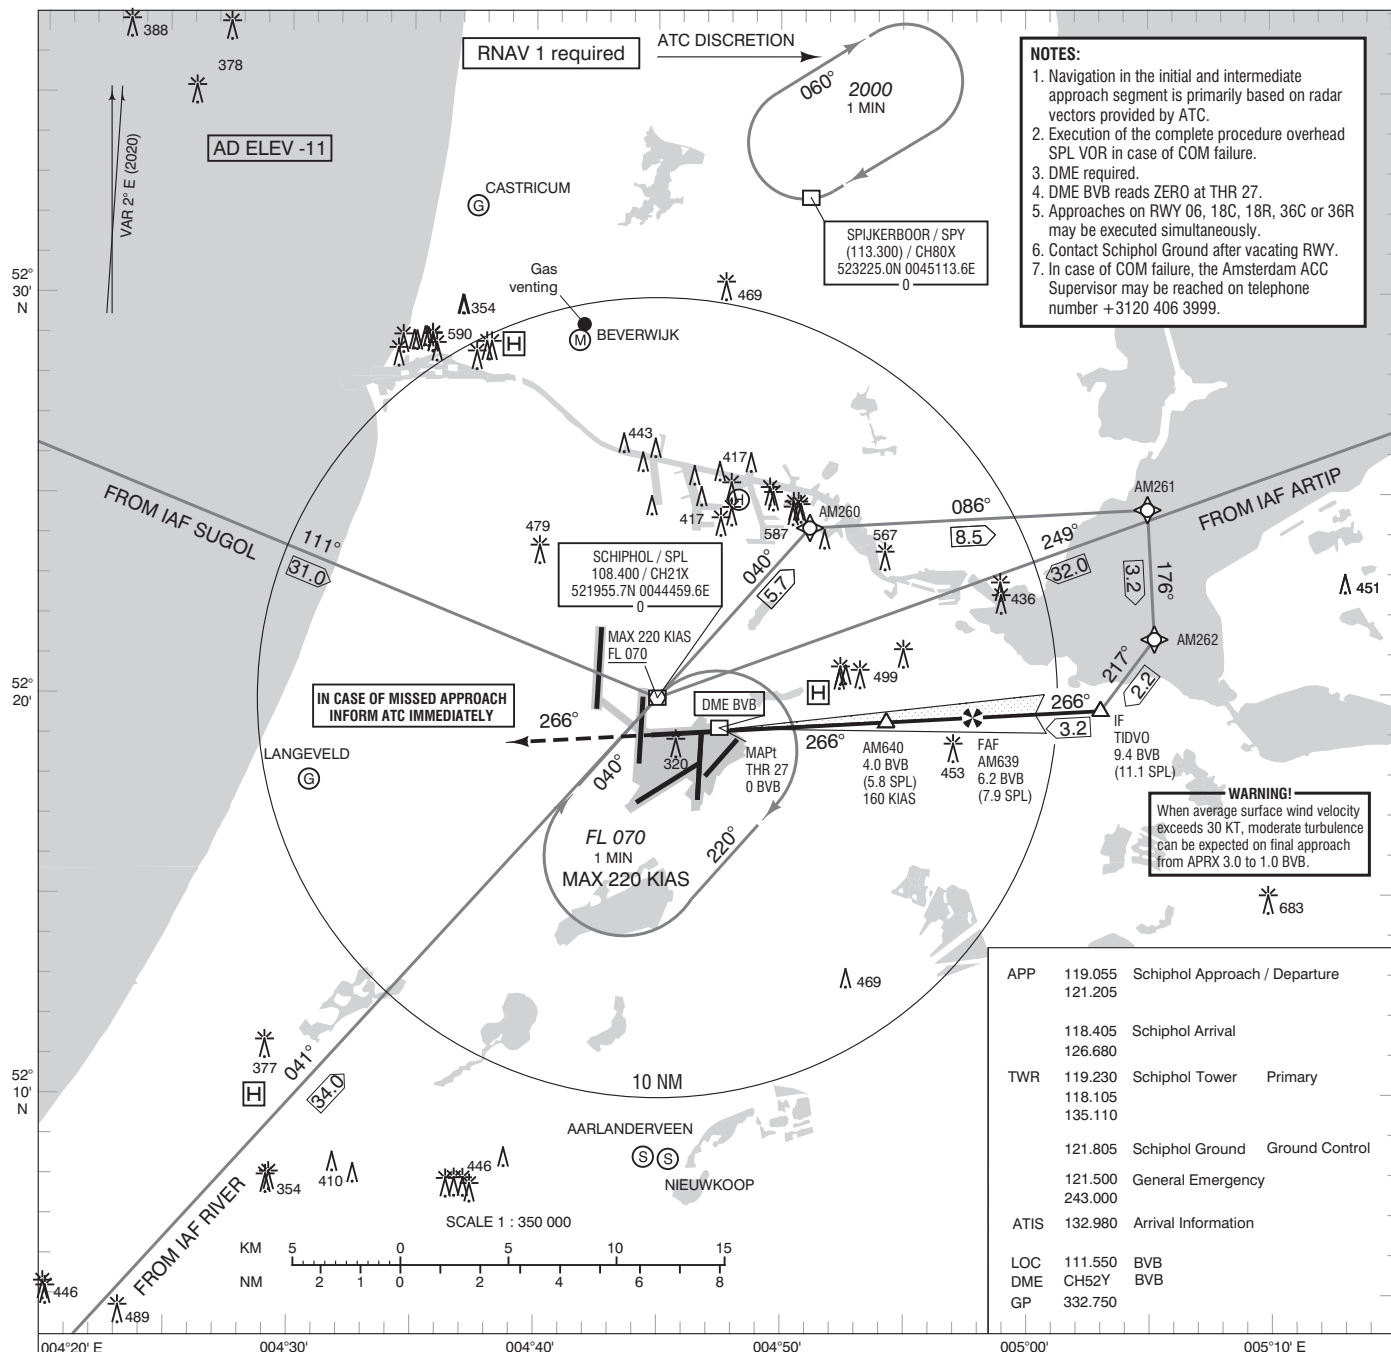 388
378
RNAV 1 required
ATC DISCRETION
060°
2000
1 MIN
AD ELEV -11
VAR 2° E (2020)
NOTES:
1. Navigation in the initial and intermediate
approach segment is primarily based on radar
vectors provided by ATC.
2. Execution of the complete procedure overhead
SPL VOR in case of COM failure.
3. DME required.
4. DME BVB reads ZERO at THR 27.
5. Approaches on RWY 06, 18C, 18R, 36C or 36R
may be executed simultaneously.
6. Contact Schiphol Ground after vacating RWY.
7. In case of COM failure, the Amsterdam ACC
Supervisor may be reached on telephone
number +3120 406 3999.
G
CASTRICUM
SPIJKERBOOR / SPY
(113.300) / CH80X
523225.0N 0045113.6E
0
52°
30'
N
Gas
venting
469
354
590
H
M
BEVERWIJK
443
417
H
417
587
AM260
567
479
086°
8.5
AM261
FROM IAF ARTIP
249°
32.0
FROM IAF SUGOL
111°
31.0
SCHIPHOL / SPL
108.400 / CH21X
521955.7N 0044459.6E
0
040°
5.7
3.2
176°
436
451
AM262
MAX 220 KIAS
FL 070
499
H
217°
2.2
52°
20'
N
IN CASE OF MISSED APPROACH
INFORM ATC IMMEDIATELY
266°
DME BVB
266°
266°
3.2
IF
TIDVO
9.4 BVB
(11.1 SPL)
LANGEVELD
G
040°
320
MAPt
THR 27
0 BVB
AM640
4.0 BVB
(5.8 SPL)
160 KIAS
453
FAF
AM639
6.2 BVB
(7.9 SPL)
WARNING!
When average surface wind velocity
exceeds 30 KT, moderate turbulence
can be expected on final approach
from APRX 3.0 to 1.0 BVB.
FL 070
1 MIN
MAX 220 KIAS
220°
683
469
377
H
041°
34.0
52°
10'
N
10 NM
AARLANDERVEEN
S
S
NIEUWKOOP
354
410
446
FROM IAF RIVER
446
489
SCALE 1 : 350 000
KM 5 0 5 10 15
NM 2 1 0 2 4 6 8
APP 119.055 Schiphol Approach / Departure
121.205
118.405 Schiphol Arrival
126.680
TWR 119.230 Schiphol Tower Primary
118.105
135.110
121.805 Schiphol Ground Ground Control
121.500 General Emergency
243.000
ATIS 132.980 Arrival Information
LOC 111.550 BVB
DME CH52Y BVB
GP 332.750
004°20' E 004°30' 004°40' 004°50' 005°00' 005°10' E